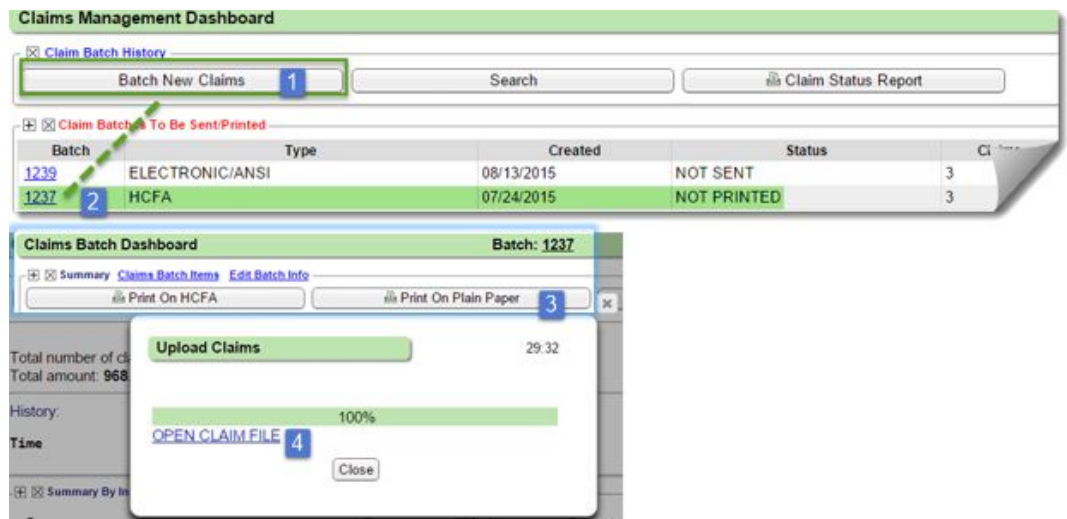 Claims Management Dashboard
Claim Batch History
Batch New Claims 1 Search Claim Status Report
Claim Batches To Be Sent/Printed
Batch Type Created Status
1239 ELECTRONIC/ANSI 08/13/2015 NOT SENT 3
1237 2 HCFA 07/24/2015 NOT PRINTED 3
Claims Batch Dashboard Batch: 1237
Summary Claims Batch Items Edit Batch Info
Print On HCFA Print On Plain Paper 3
Upload Claims 29:32
Total number of
Total amount: 968
History:
100%
Time
OPEN CLAIM FILE 4
Close
Summary By